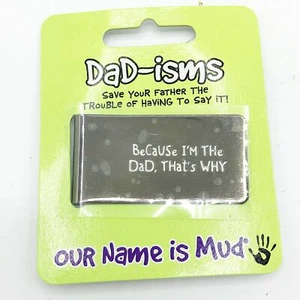 DaD-isms
Save Your Father the
Trouble of Having to Say It!
BeCaUSe I'M THe
DaD, THaT's WHY
OUR Name is MuD®